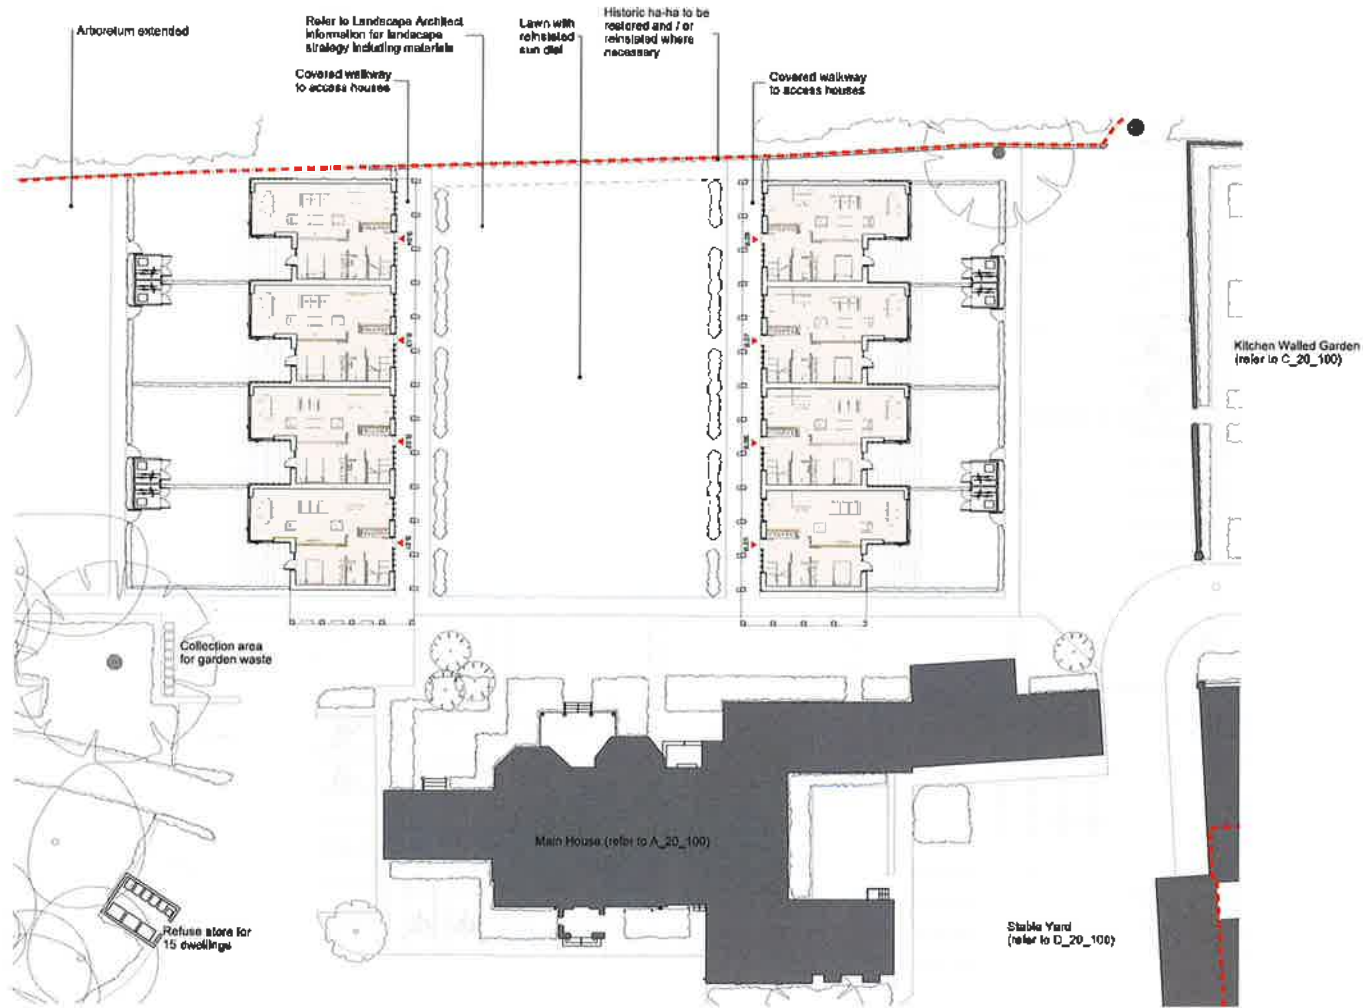 Arboretum extended
Refer to Landscape Architect
information for landscape
strategy including materials
Covered walkway
to access houses
Lawn with
reinstated
sun dial
Historic ha-ha to be
restored and / or
reinstated where
necessary
Covered walkway
to access houses
Kitchen Walled Garden
(refer to C_20_100)
Collection area
for garden waste
Main House (refer to A_20_100)
Refuse store for
15 dwellings
Stable Yard
(refer to D_20_100)